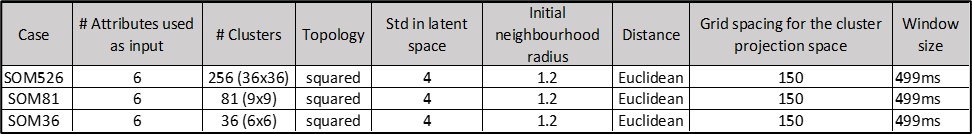 Case # Attributes used as input # Clusters Topology Std in latent space Initial neighbourhood radius Distance Grid spacing for the cluster projection space Window size
SOM526 6 256 (36x36) squared 4 1.2 Euclidean 150 499ms
SOM81 6 81 (9x9) squared 4 1.2 Euclidean 150 499ms
SOM36 6 36 (6x6) squared 4 1.2 Euclidean 150 499ms